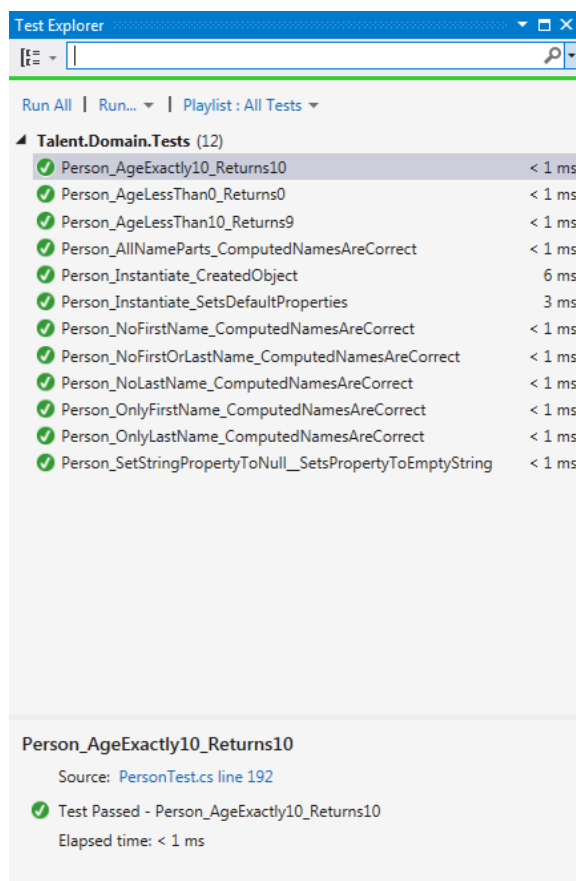 Test Explorer
Run All | Run... | Playlist : All Tests
Talent.Domain.Tests (12)
Person_AgeExactly10_Returns10 < 1 ms
Person_AgeLessThan0_Returns0 < 1 ms
Person_AgeLessThan10_Returns9 < 1 ms
Person_AllNameParts_ComputedNamesAreCorrect < 1 ms
Person_Instantiate_CreatedObject 6 ms
Person_Instantiate_SetsDefaultProperties 3 ms
Person_NoFirstName_ComputedNamesAreCorrect < 1 ms
Person_NoFirstOrLastName_ComputedNamesAreCorrect < 1 ms
Person_NoLastName_ComputedNamesAreCorrect < 1 ms
Person_OnlyFirstName_ComputedNamesAreCorrect < 1 ms
Person_OnlyLastName_ComputedNamesAreCorrect < 1 ms
Person_SetStringPropertyToNull__SetsPropertyToEmptyString < 1 ms
Person_AgeExactly10_Returns10
Source: PersonTest.cs line 192
Test Passed - Person_AgeExactly10_Returns10
Elapsed time: < 1 ms